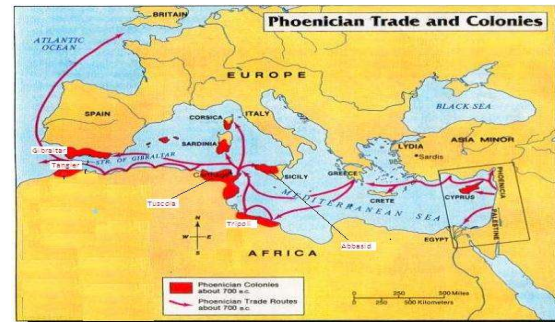 Phoenician Trade and Colonies
BRITAIN
ATLANTIC
OCEAN
EUROPE
BLACK SEA
SPAIN
CORSICA
ITALY
ASIA MINOR
LYDIA
Sardis
SARDINIA
Gibraltar
STR. OF GIBRALTAR
Tangier
SICILY
GREECE
PHOENICIA
CYPRUS
CRETE
Tuscola
MEDITERRANEAN SEA
PALESTINE
Tripoli
Abbasid
EGYPT
N
W
E
S
AFRICA
Phoenician Colonies
about 700 B.C.
Phoenician Trade Routes
about 700 B.C.
0 250 500 Miles
0 250 500 Kilometers